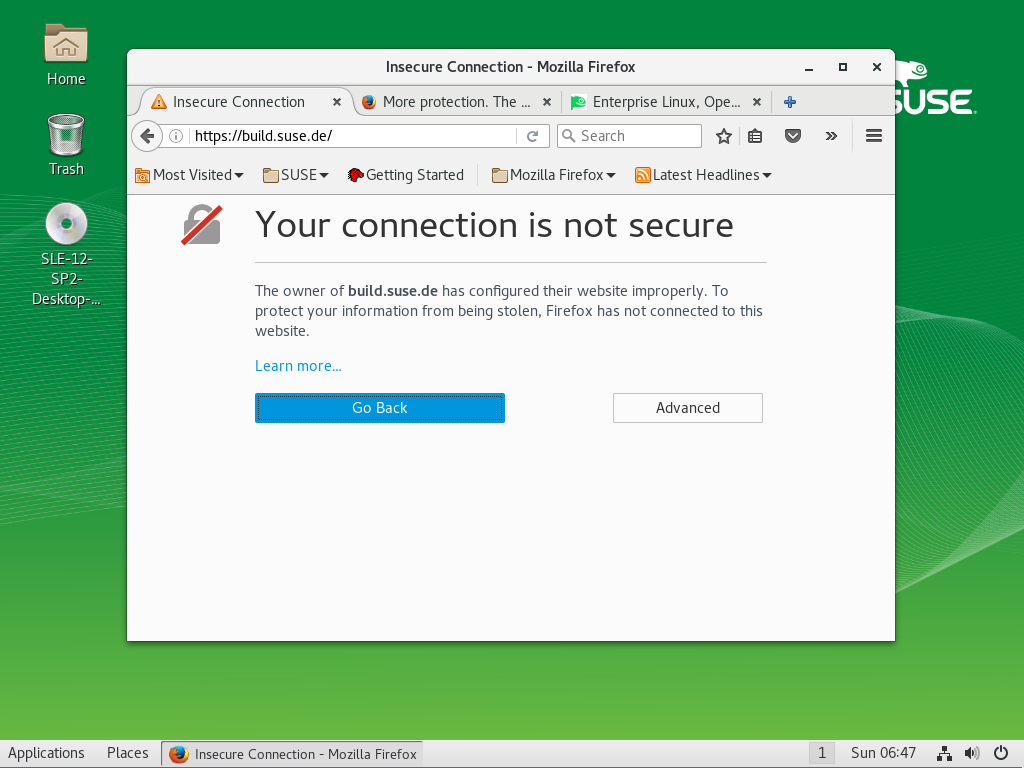 Home
Trash
SLE-12-
SP2-
Desktop-...
SUSE
Insecure Connection - Mozilla Firefox
Insecure Connection
More protection. The ...
Enterprise Linux, Ope...
https://build.suse.de/
Search
Most Visited
SUSE
Getting Started
Mozilla Firefox
Latest Headlines
Your connection is not secure
The owner of build.suse.de has configured their website improperly. To
protect your information from being stolen, Firefox has not connected to this
website.
Learn more...
Go Back
Advanced
Applications
Places
Insecure Connection - Mozilla Firefox
1
Sun 06:47